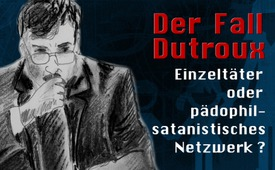 Der Fall
Dutroux
Einzeltäter
oder
pädophil-
satanistisches
Netzwerk ?